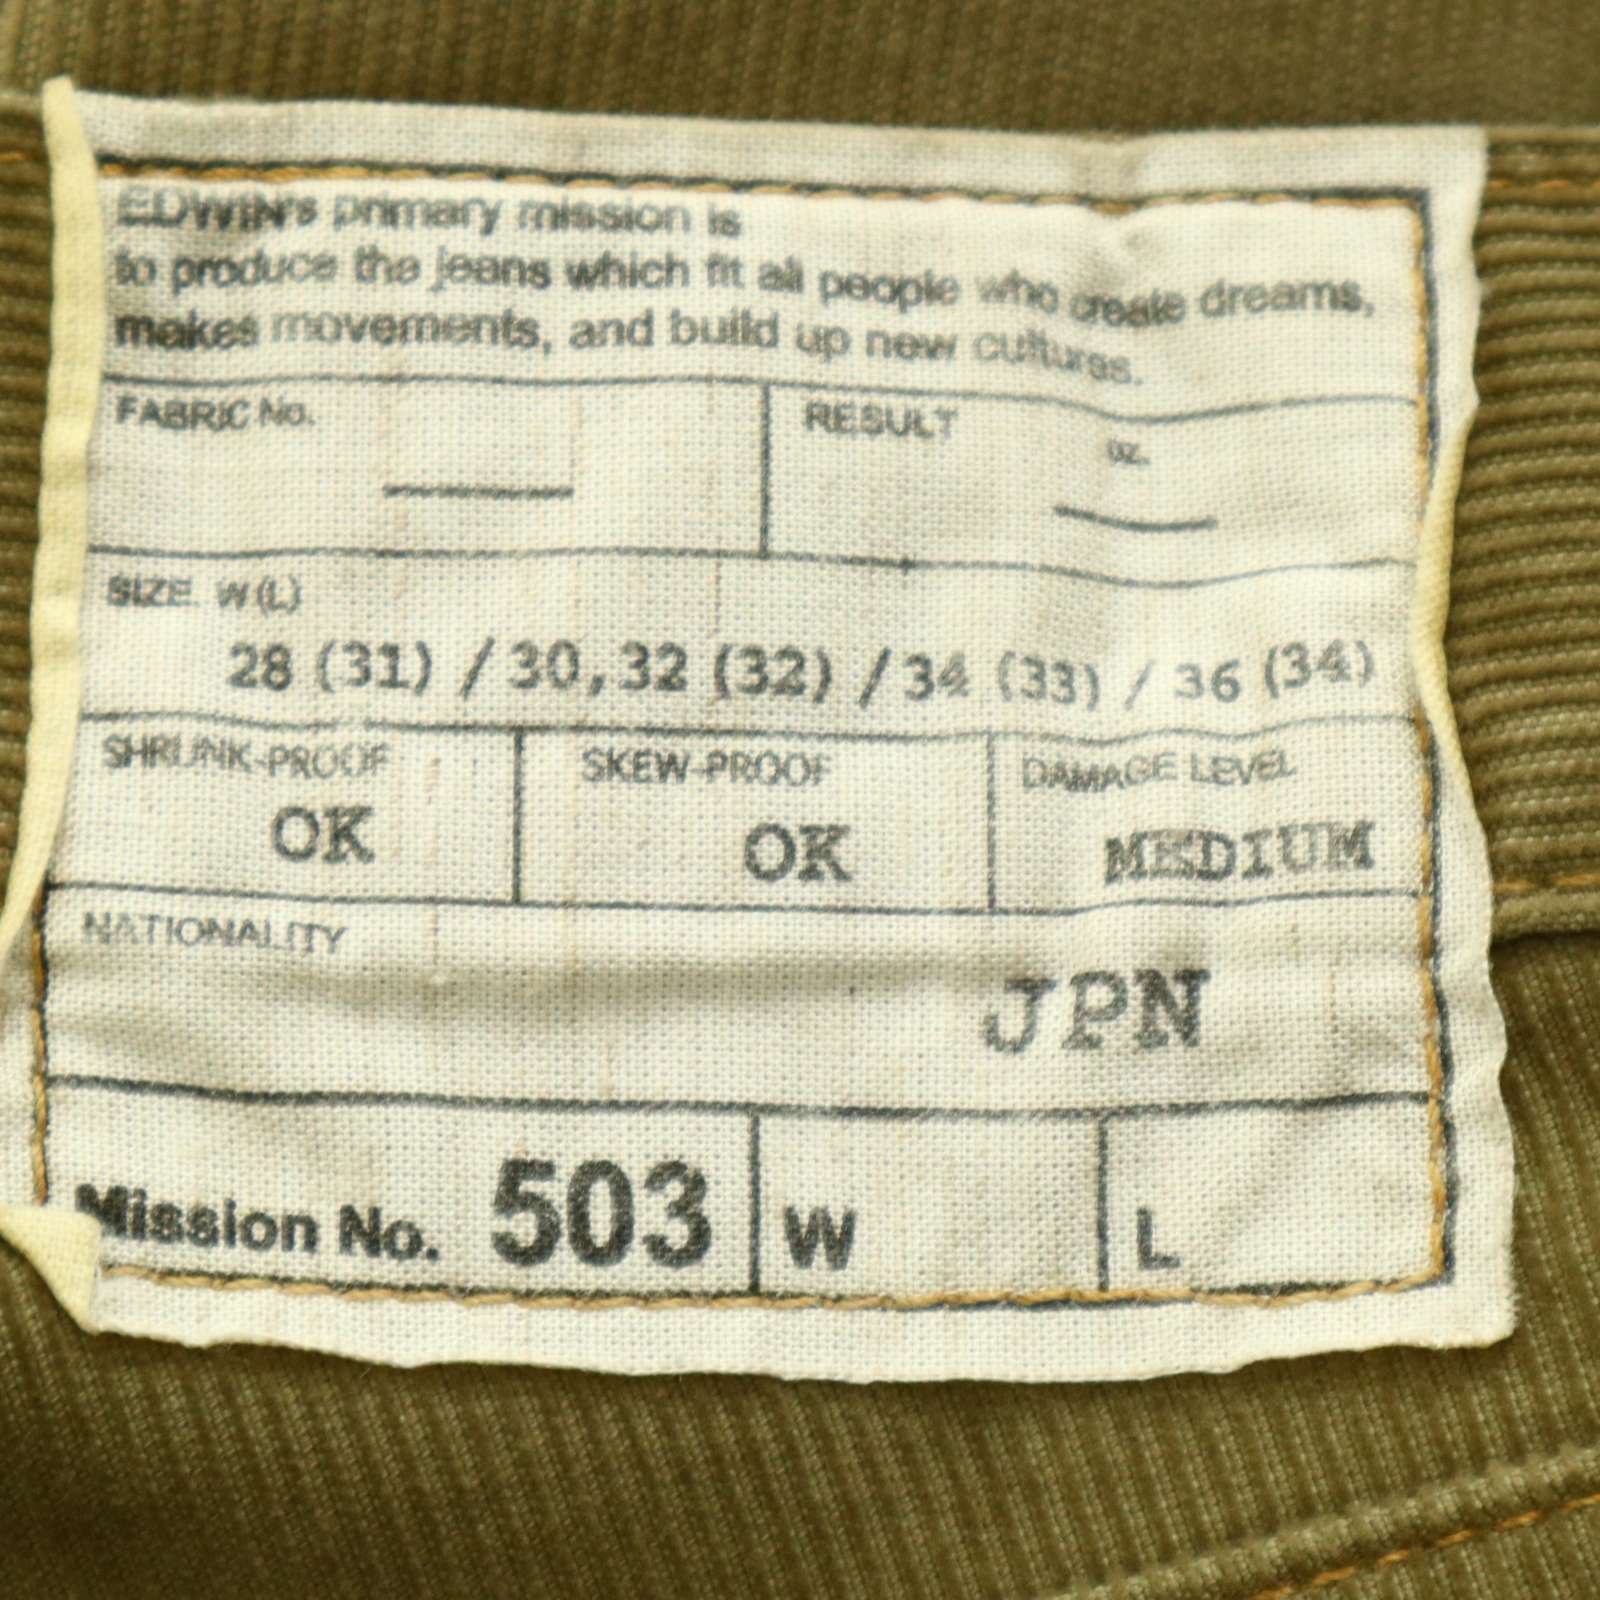 EDWIN's primary mission is
to produce the jeans which fit all people who create dreams,
makes movements, and build up new cultures.
FABRIC No.
RESULT
oz.
SIZE W(L)
28 (31) / 30,32 (32) / 34 (33) / 36 (34)
SHRUNK-PROOF
SKEW-PROOF
DAMAGE LEVEL
OK
OK
MEDIUM
NATIONALITY
JPN
Mission No. 503
W
L